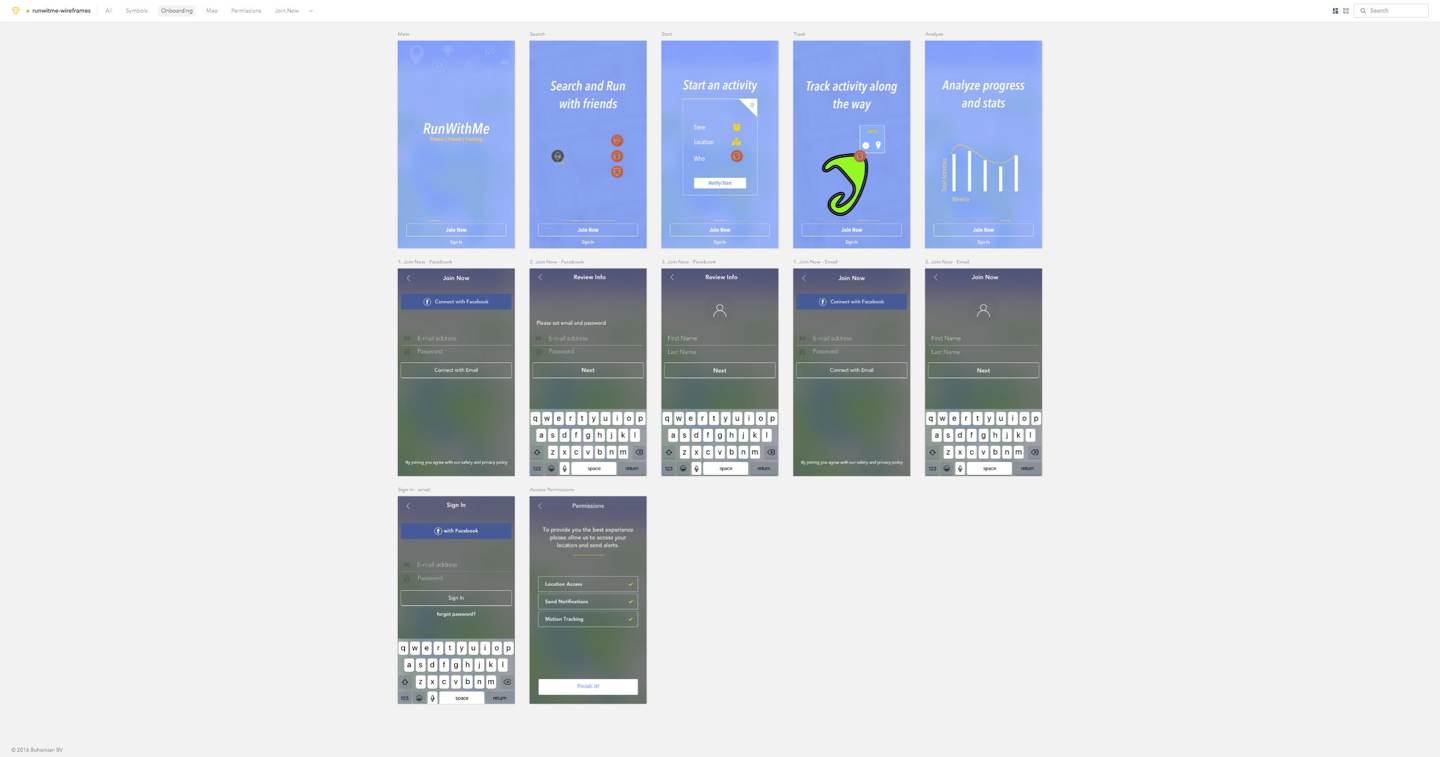 runwitme-wireframes
All
Symbols
Onboarding
Map
Permissions
Join Now
Search
Main
Search
Start
Track
Analyze
RunWithMe
Join Now
Sign In
Search and Run
with friends
Join Now
Sign In
Start an activity
Time
Location
Who
Notify/Start
Join Now
Sign In
Track activity along
the way
Join Now
Sign In
Analyze progress
and stats
Weekly
Join Now
Sign In
1. Join Now - Facebook
2. Join Now - Facebook
3. Join Now - Facebook
1. Join Now - Email
2. Join Now - Email
Join Now
Connect with Facebook
E-mail address
Password
Connect with Email
By joining you agree with our safety and privacy policy
Review Info
Please set email and password
E-mail address
Password
Next
q w e r t y u i o p
a s d f g h j k l
z x c v b n m
123 space return
Review Info
First Name
Last Name
Next
q w e r t y u i o p
a s d f g h j k l
z x c v b n m
123 space return
Join Now
Connect with Facebook
E-mail address
Password
Connect with Email
By joining you agree with our safety and privacy policy
Join Now
First Name
Last Name
Next
q w e r t y u i o p
a s d f g h j k l
z x c v b n m
123 space return
Sign In - email
Access Permissions
Sign In
with Facebook
E-mail address
Password
Sign In
forgot password?
q w e r t y u i o p
a s d f g h j k l
z x c v b n m
123 space return
Permissions
To provide you the best experience
please allow us to access your
location and send alerts.
Location Access
Send Notifications
Motion Tracking
Finish it!
© 2016 Bohemian BV